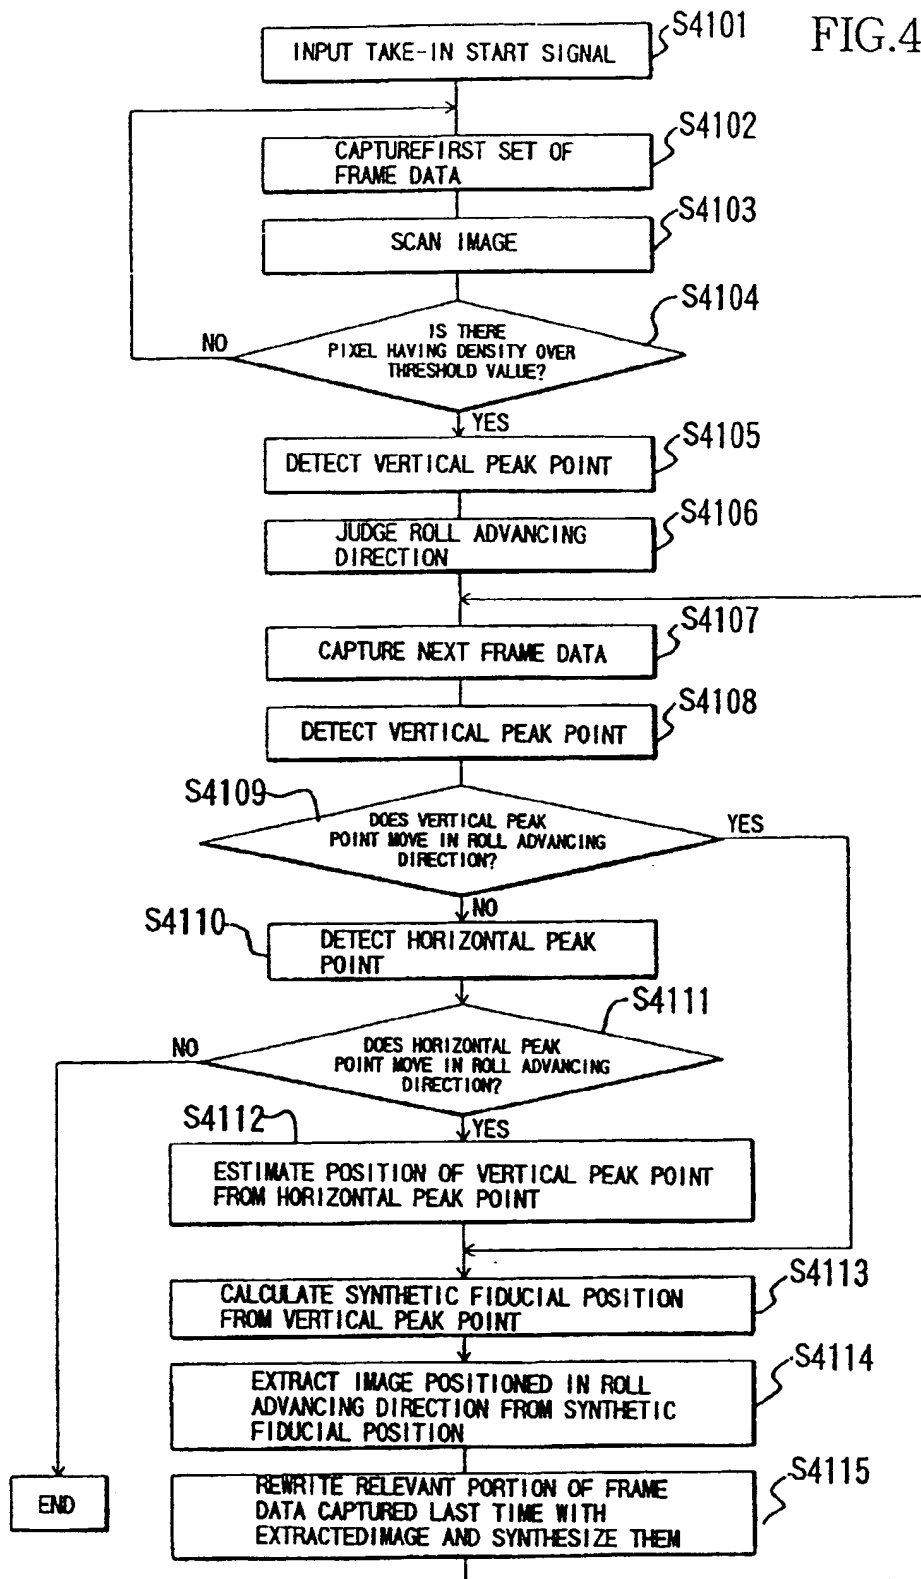 FIG.4
S4101
INPUT TAKE-IN START SIGNAL
S4102
CAPTUREFIRST SET OF
FRAME DATA
S4103
SCAN IMAGE
S4104
IS THERE
PIXEL HAVING DENSITY OVER
THRESHOLD VALUE?
NO
YES
S4105
DETECT VERTICAL PEAK POINT
S4106
JUDGE ROLL ADVANCING
DIRECTION
S4107
CAPTURE NEXT FRAME DATA
S4108
DETECT VERTICAL PEAK POINT
S4109
DOES VERTICAL PEAK
POINT MOVE IN ROLL ADVANCING
DIRECTION?
YES
NO
S4110
DETECT HORIZONTAL PEAK
POINT
S4111
DOES HORIZONTAL PEAK
POINT MOVE IN ROLL ADVANCING
DIRECTION?
NO
YES
S4112
ESTIMATE POSITION OF VERTICAL PEAK POINT
FROM HORIZONTAL PEAK POINT
S4113
CALCULATE SYNTHETIC FIDUCIAL POSITION
FROM VERTICAL PEAK POINT
S4114
EXTRACT IMAGE POSITIONED IN ROLL
ADVANCING DIRECTION FROM SYNTHETIC
FIDUCIAL POSITION
S4115
REWRITE RELEVANT PORTION OF FRAME
DATA CAPTURED LAST TIME WITH
EXTRACTEDIMAGE AND SYNTHESIZE THEM
END